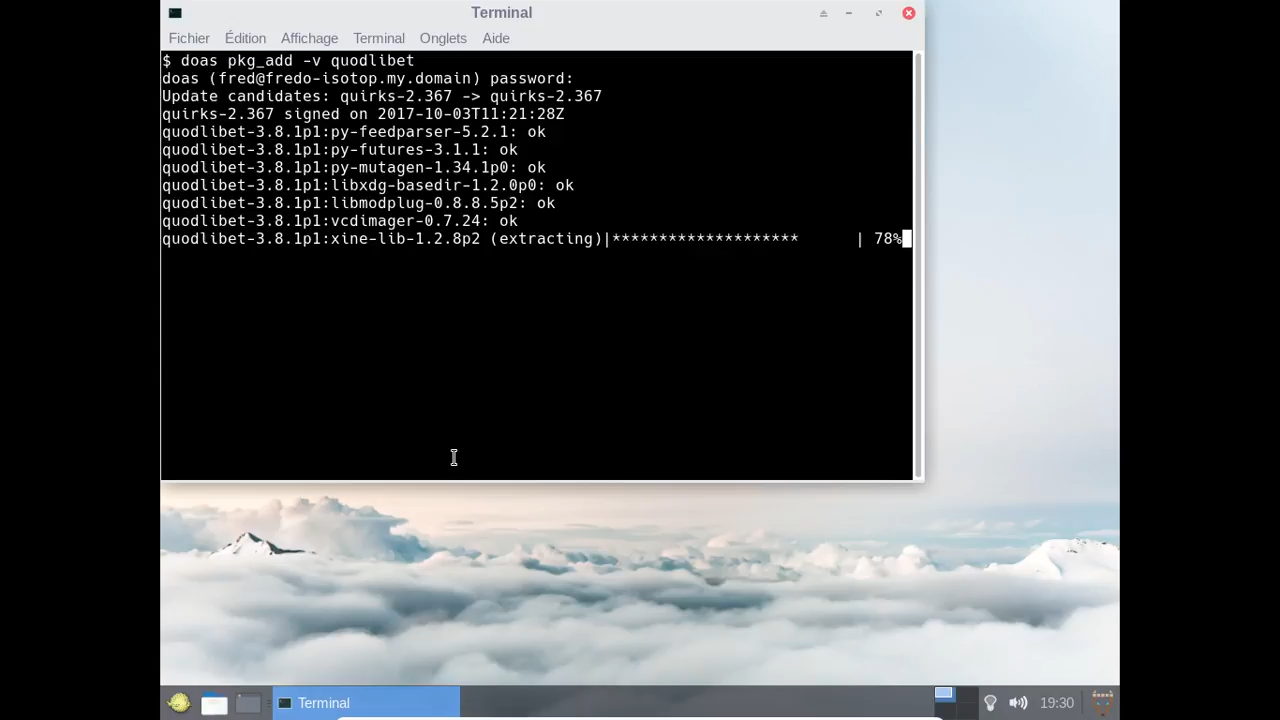 Terminal
Fichier Édition Affichage Terminal Onglets Aide
$ doas pkg_add -v quodlibet
doas (fred@fredo-isotop.my.domain) password:
Update candidates: quirks-2.367 -> quirks-2.367
quirks-2.367 signed on 2017-10-03T11:21:28Z
quodlibet-3.8.1p1:py-feedparser-5.2.1: ok
quodlibet-3.8.1p1:py-futures-3.1.1: ok
quodlibet-3.8.1p1:py-mutagen-1.34.1p0: ok
quodlibet-3.8.1p1:libxdg-basedir-1.2.0p0: ok
quodlibet-3.8.1p1:libmodplug-0.8.8.5p2: ok
quodlibet-3.8.1p1:vcdimager-0.7.24: ok
quodlibet-3.8.1p1:xine-lib-1.2.8p2 (extracting)|********************      | 78%
Terminal 19:30